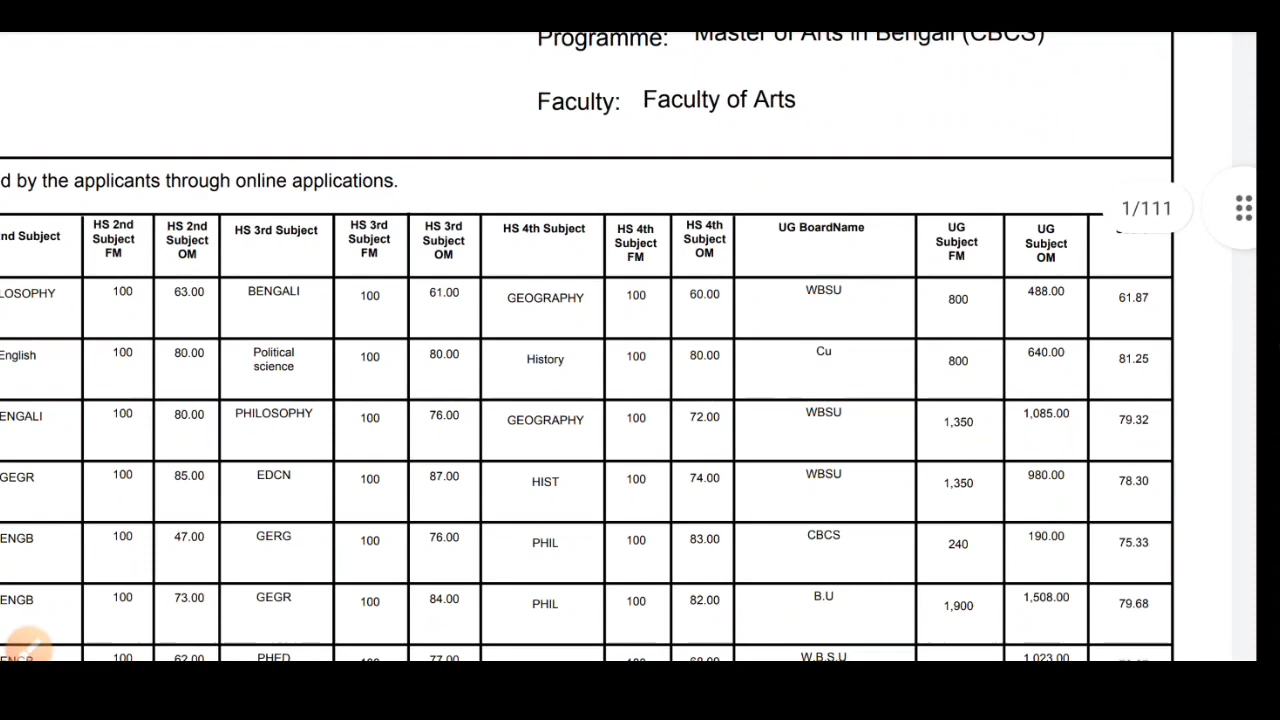 Programme: Master of Arts in Bengali (CBCS)
Faculty: Faculty of Arts
d by the applicants through online applications.
1/111
nd Subject HS 2nd Subject FM HS 2nd Subject OM HS 3rd Subject HS 3rd Subject FM HS 3rd Subject OM HS 4th Subject HS 4th Subject FM HS 4th Subject OM UG BoardName UG Subject FM UG Subject OM
LOSOPHY 100 63.00 BENGALI 100 61.00 GEOGRAPHY 100 60.00 WBSU 800 488.00 61.87
English 100 80.00 Political science 100 80.00 History 100 80.00 Cu 800 640.00 81.25
ENGALI 100 80.00 PHILOSOPHY 100 76.00 GEOGRAPHY 100 72.00 WBSU 1,350 1,085.00 79.32
GEGR 100 85.00 EDCN 100 87.00 HIST 100 74.00 WBSU 1,350 980.00 78.30
ENGB 100 47.00 GERG 100 76.00 PHIL 100 83.00 CBCS 240 190.00 75.33
ENGB 100 73.00 GEGR 100 84.00 PHIL 100 82.00 B.U 1,900 1,508.00 79.68
ENGB 100 62.00 PHED 100 77.00 100 68.00 W.B.S.U 1,023.00